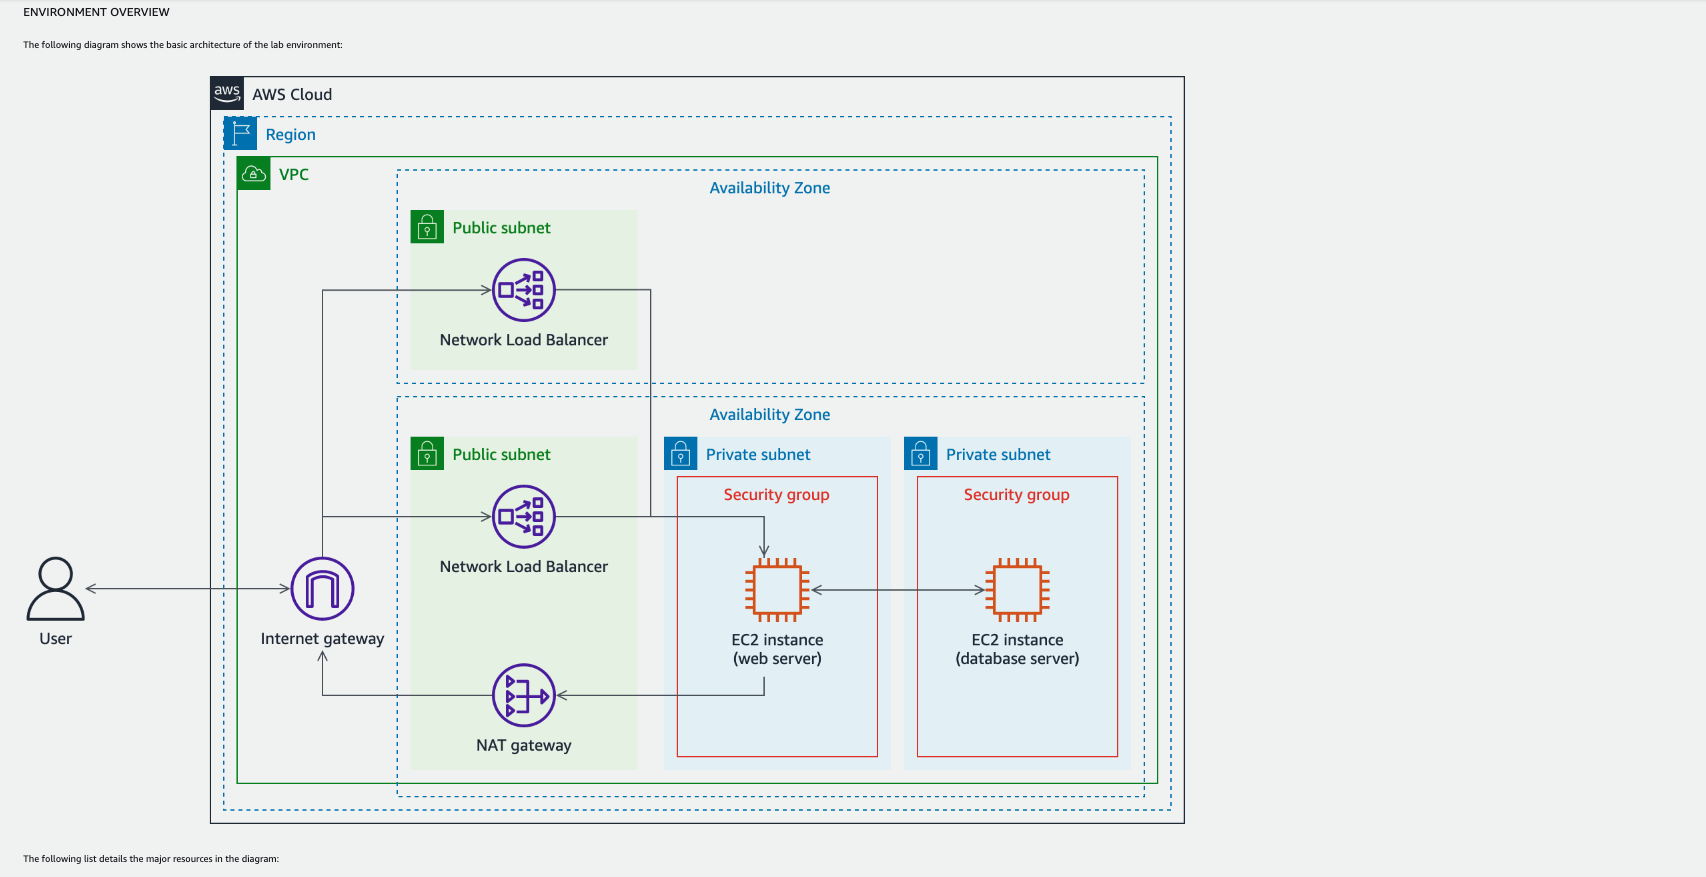 ENVIRONMENT OVERVIEW
The following diagram shows the basic architecture of the lab environment:
aws
AWS Cloud
Region
VPC
Availability Zone
Public subnet
Network Load Balancer
Availability Zone
Public subnet
Private subnet
Private subnet
Security group
Security group
Network Load Balancer
User
Internet gateway
EC2 instance
(web server)
EC2 instance
(database server)
NAT gateway
The following list details the major resources in the diagram: